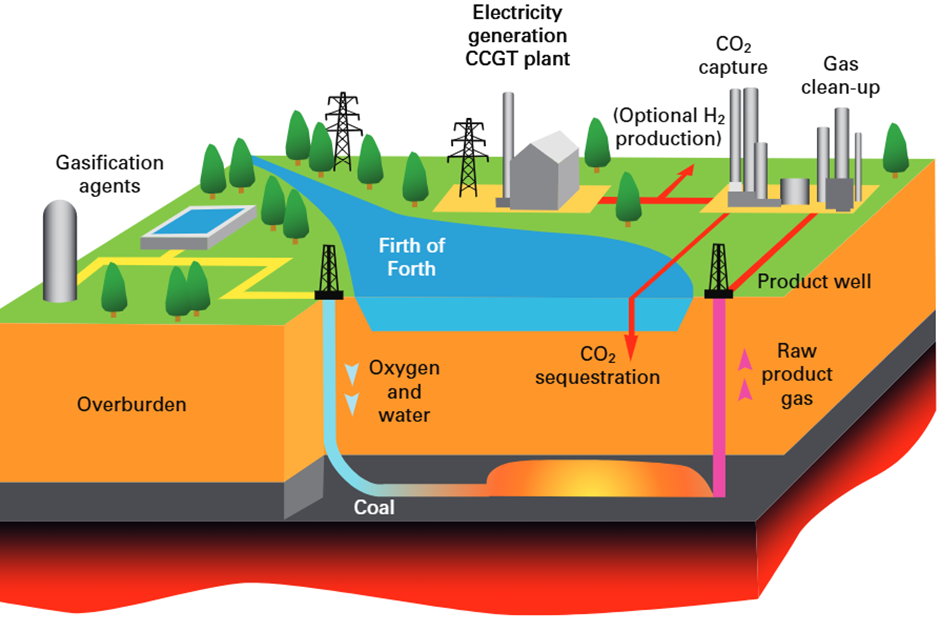 Electricity
generation
CCGT plant
CO₂
capture
Gas
clean-up
(Optional H₂
production)
Gasification
agents
Firth of
Forth
Product well
CO₂
sequestration
Oxygen
and
water
Raw
product
gas
Overburden
Coal